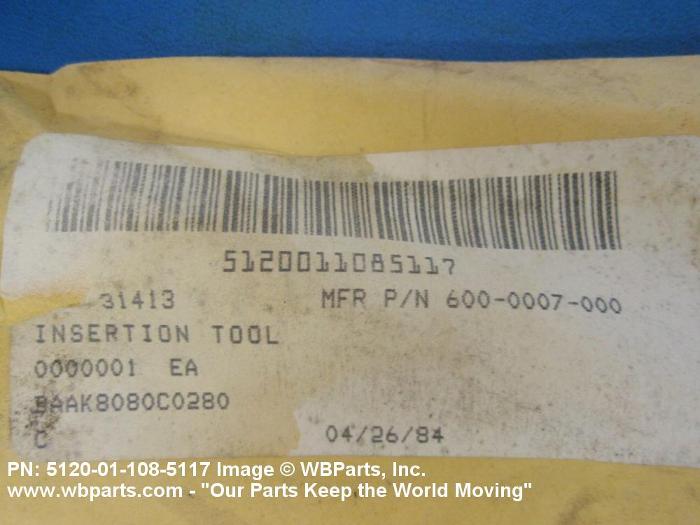 5120011085117
31413 MFR P/N 600-0007-000
INSERTION TOOL
0000001 EA
AAK8080C0280
C 04/26/84
PN: 5120-01-108-5117 Image © WBParts, Inc.
www.wbparts.com - "Our Parts Keep the World Moving"